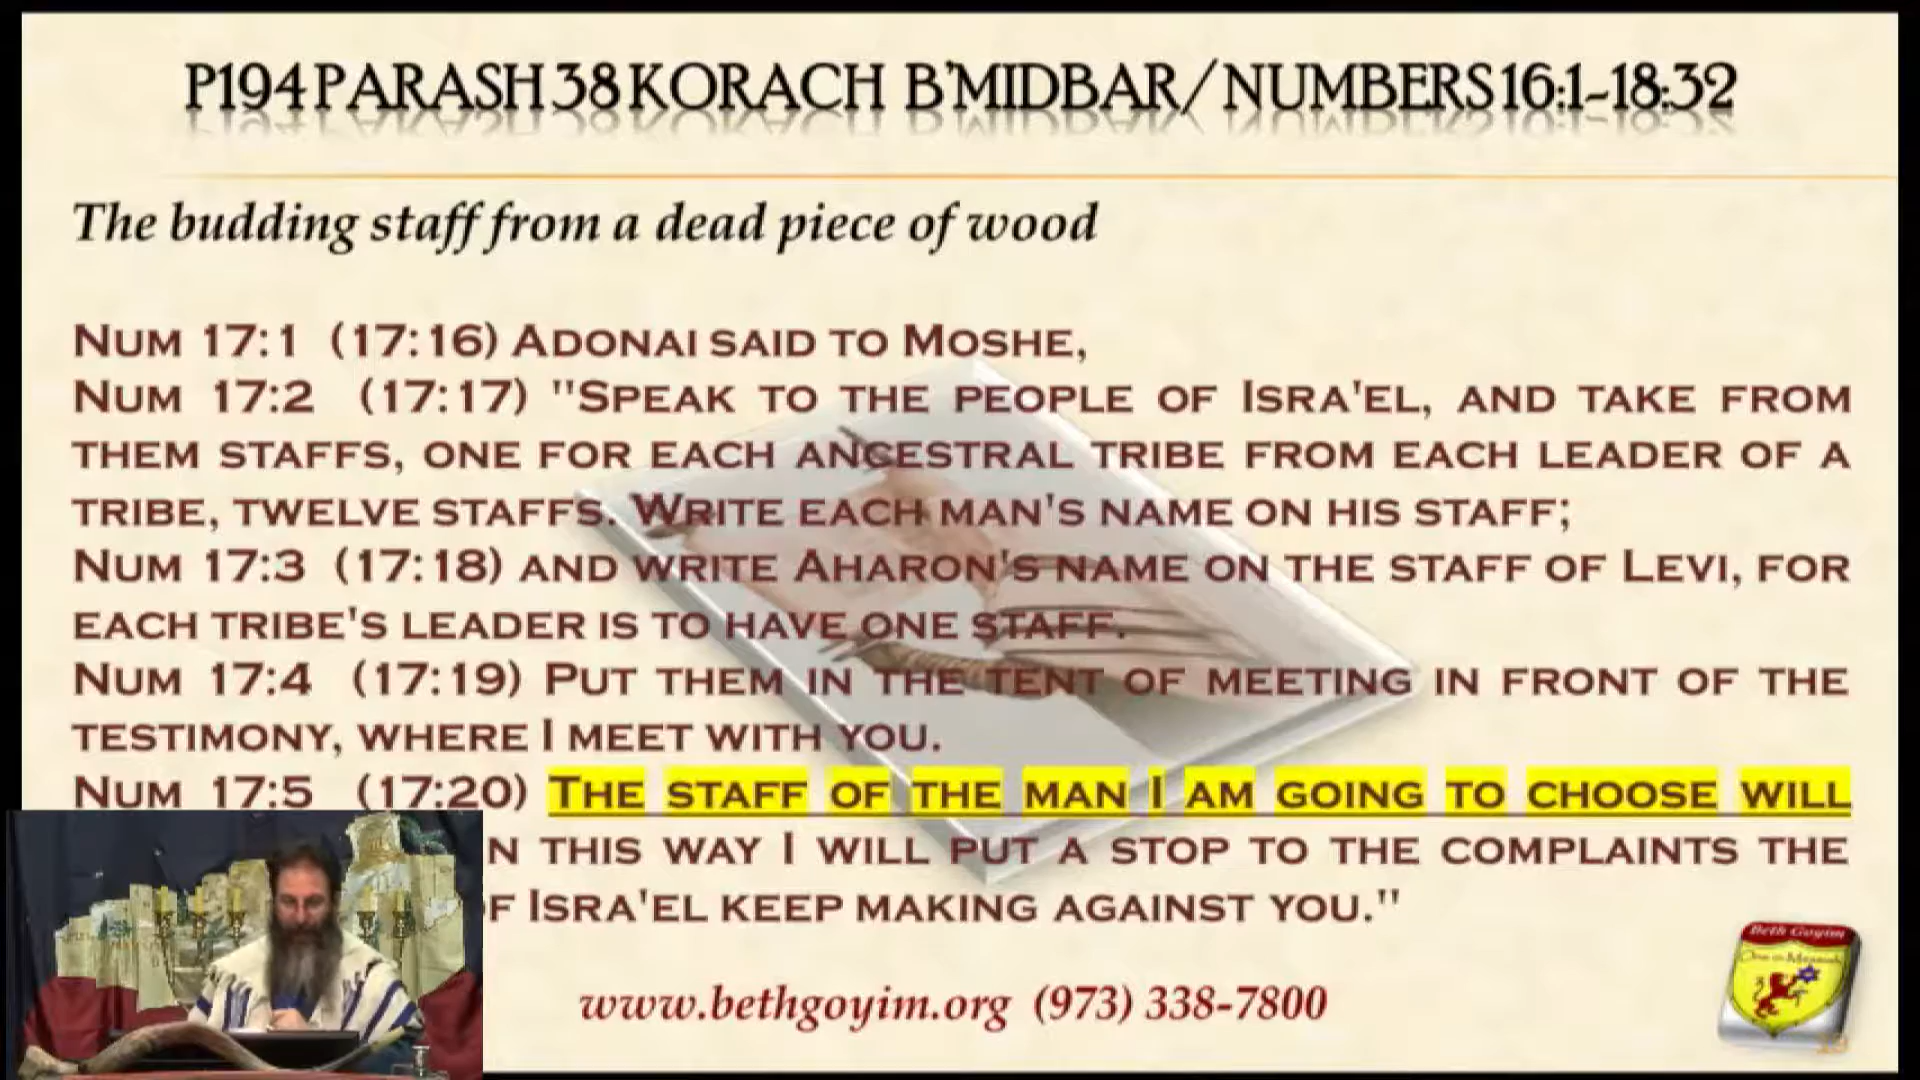 P194 PARASH 38 KORACH B'MIDBAR/NUMBERS 16:1-18:32
The budding staff from a dead piece of wood
NUM 17:1 (17:16) ADONAI SAID TO MOSHE,
NUM 17:2 (17:17) "SPEAK TO THE PEOPLE OF ISRA'EL, AND TAKE FROM
THEM STAFFS, ONE FOR EACH ANCESTRAL TRIBE FROM EACH LEADER OF A
TRIBE, TWELVE STAFFS. WRITE EACH MAN'S NAME ON HIS STAFF;
NUM 17:3 (17:18) AND WRITE AHARON'S NAME ON THE STAFF OF LEVI, FOR
EACH TRIBE'S LEADER IS TO HAVE ONE STAFF.
NUM 17:4 (17:19) PUT THEM IN THE TENT OF MEETING IN FRONT OF THE
TESTIMONY, WHERE I MEET WITH YOU.
NUM 17:5 (17:20) THE STAFF OF THE MAN I AM GOING TO CHOOSE WILL
N THIS WAY I WILL PUT A STOP TO THE COMPLAINTS THE
F ISRA'EL KEEP MAKING AGAINST YOU."
www.bethgoyim.org (973) 338-7800
Beth Goyim
One in Messiah